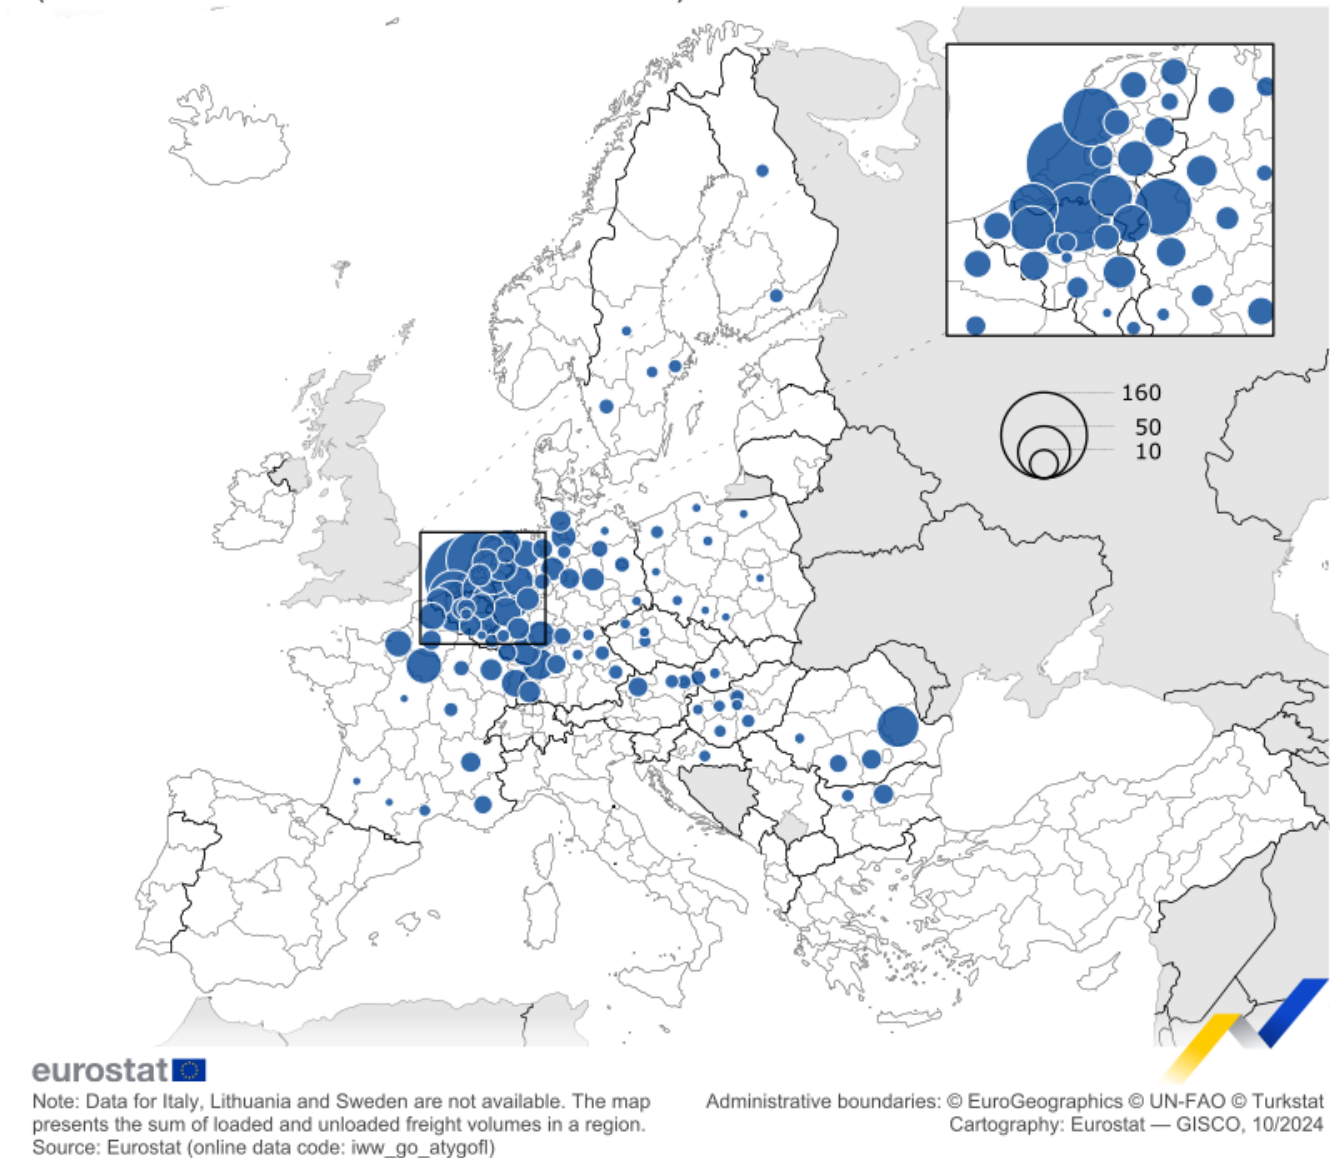 160
50
10
eurostat
Note: Data for Italy, Lithuania and Sweden are not available. The map
presents the sum of loaded and unloaded freight volumes in a region.
Source: Eurostat (online data code: iww_go_atygofl)
Administrative boundaries: © EuroGeographics © UN-FAO © Turkstat
Cartography: Eurostat — GISCO, 10/2024